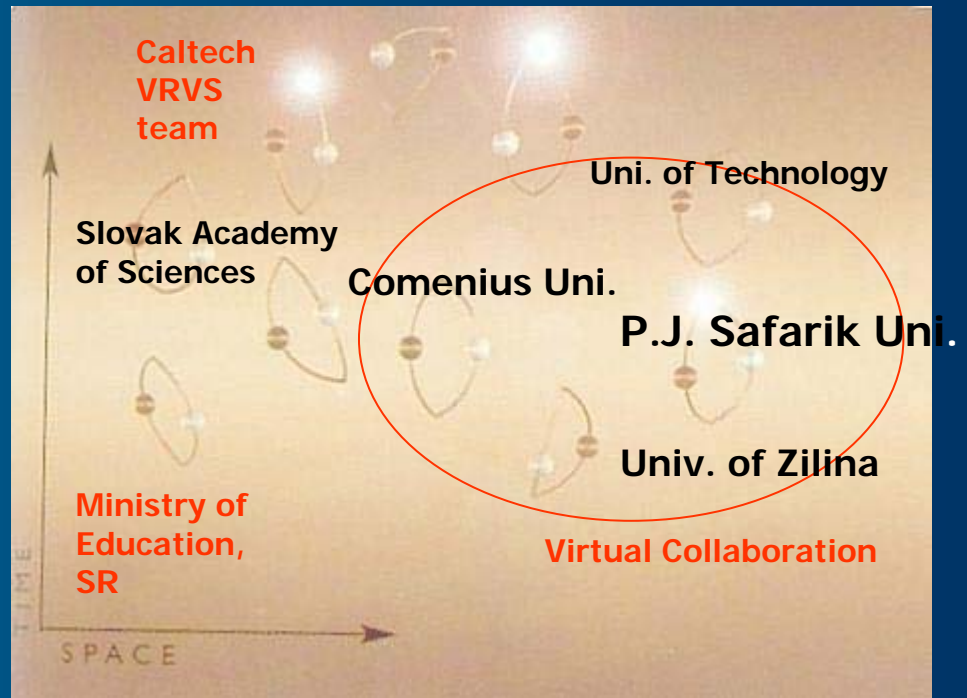 Caltech
VRVS
team
Uni. of Technology
Slovak Academy
of Sciences
Comenius Uni.
P.J. Safarik Uni.
Univ. of Zilina
Ministry of
Education,
SR
Virtual Collaboration
TIME
SPACE